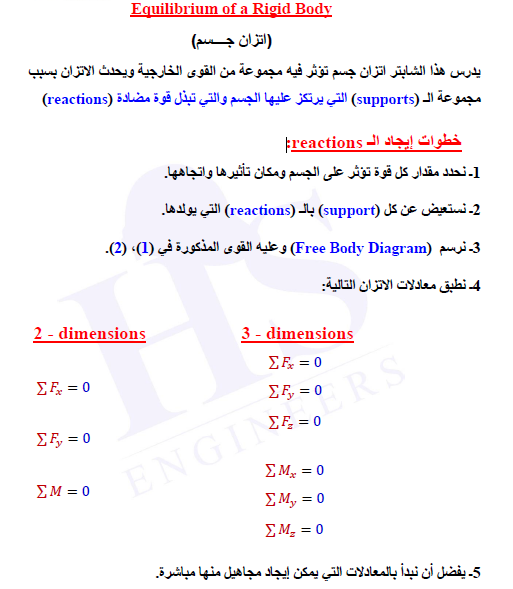 Equilibrium of a Rigid Body
(اتزان جـــسم)
يدرس هذا الشابتر اتزان جسم تؤثر فيه مجموعة من القوى الخارجية ويحدث الاتزان بسبب
مجموعة الـ (supports) التي يرتكز عليها الجسم والتي تبذل قوة مضادة (reactions)
خطوات إيجاد الـ reactions:
1- نحدد مقدار كل قوة تؤثر على الجسم ومكان تأثيرها واتجاهها.
2- نستعيض عن كل (support) بالـ (reactions) التي يولدها.
3- نرسم (Free Body Diagram) وعليه القوى المذكورة في (1)، (2).
4- نطبق معادلات الاتزان التالية:
2 - dimensions 3 - dimensions
∑ Fx = 0
∑ Fx = 0
∑ Fy = 0
∑ Fz = 0
∑ Fy = 0
∑ Mx = 0
∑ M = 0
∑ My = 0
∑ Mz = 0
5- يفضل أن نبدأ بالمعادلات التي يمكن إيجاد مجاهيل منها مباشرة.
HFS
ENGINEERS